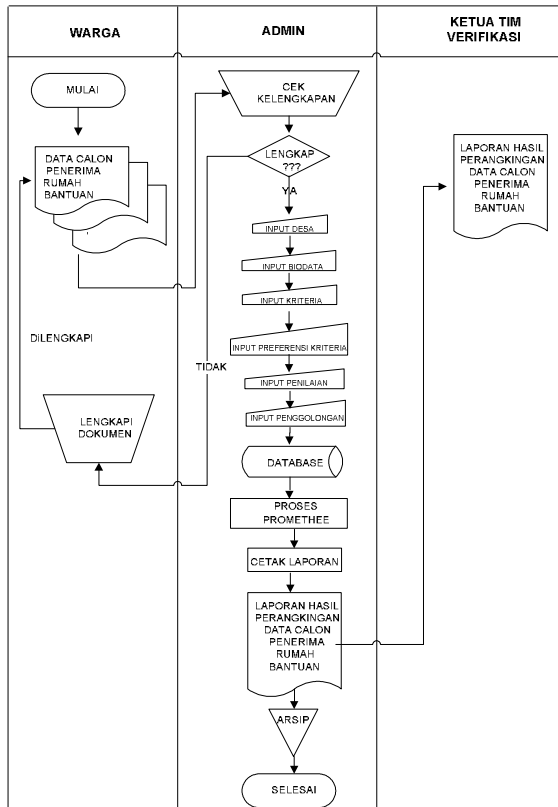 WARGA
ADMIN
KETUA TIM
VERIFIKASI
MULAI
DATA CALON
PENERIMA
RUMAH
BANTUAN
DiLENGKAPI
LENGKAPI
DOKUMEN
CEK
KELENGKAPAN
LENGKAP
???
YA
TIDAK
INPUT DESA
INPUT BIODATA
INPUT KRITERIA
INPUT PREFERENSI KRITERIA
INPUT PENILAIAN
INPUT PENGGOLONGAN
DATABASE
PROSES
PROMETHEE
CETAK LAPORAN
LAPORAN HASIL
PERANGKINGAN
DATA CALON
PENERIMA
RUMAH
BANTUAN
ARSIP
SELESAI
LAPORAN HASIL
PERANGKINGAN
DATA CALON
PENERIMA
RUMAH
BANTUAN